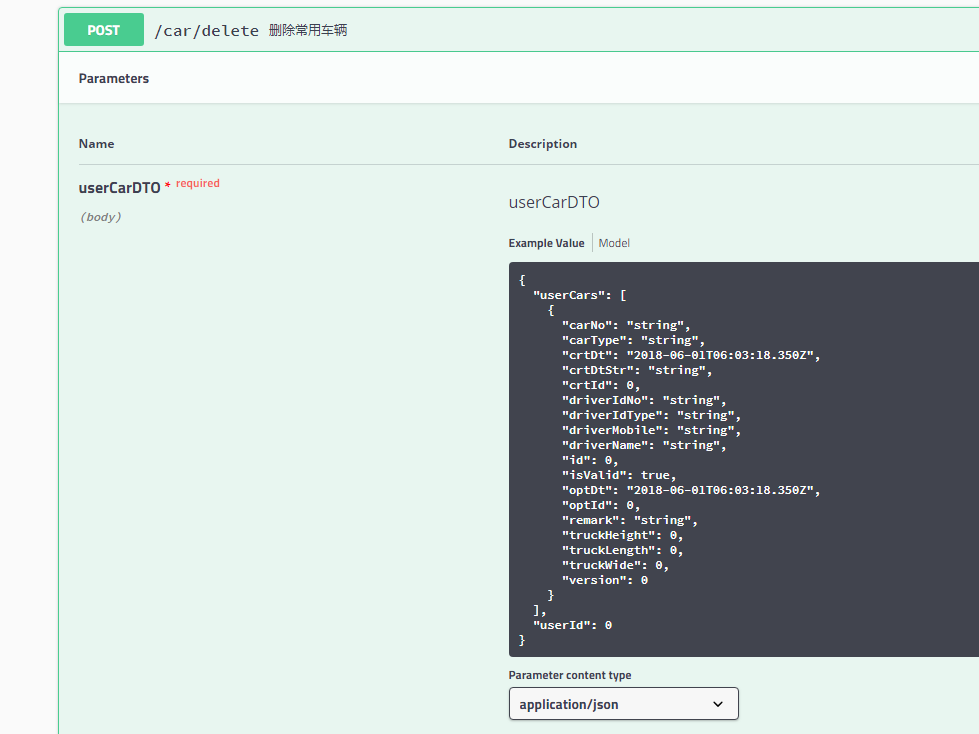 POST /car/delete 删除常用车辆
Parameters
Name Description
userCarDTO * required
(body)
userCarDTO
Example Value Model
{
"userCars": [
{
"carNo": "string",
"carType": "string",
"crtDt": "2018-06-01T06:03:18.350Z",
"crtDtStr": "string",
"crtId": 0,
"driverIdNo": "string",
"driverIdType": "string",
"driverMobile": "string",
"driverName": "string",
"id": 0,
"isValid": true,
"optDt": "2018-06-01T06:03:18.350Z",
"optId": 0,
"remark": "string",
"truckHeight": 0,
"truckLength": 0,
"truckWide": 0,
"version": 0
}
],
"userId": 0
}
Parameter content type
application/json